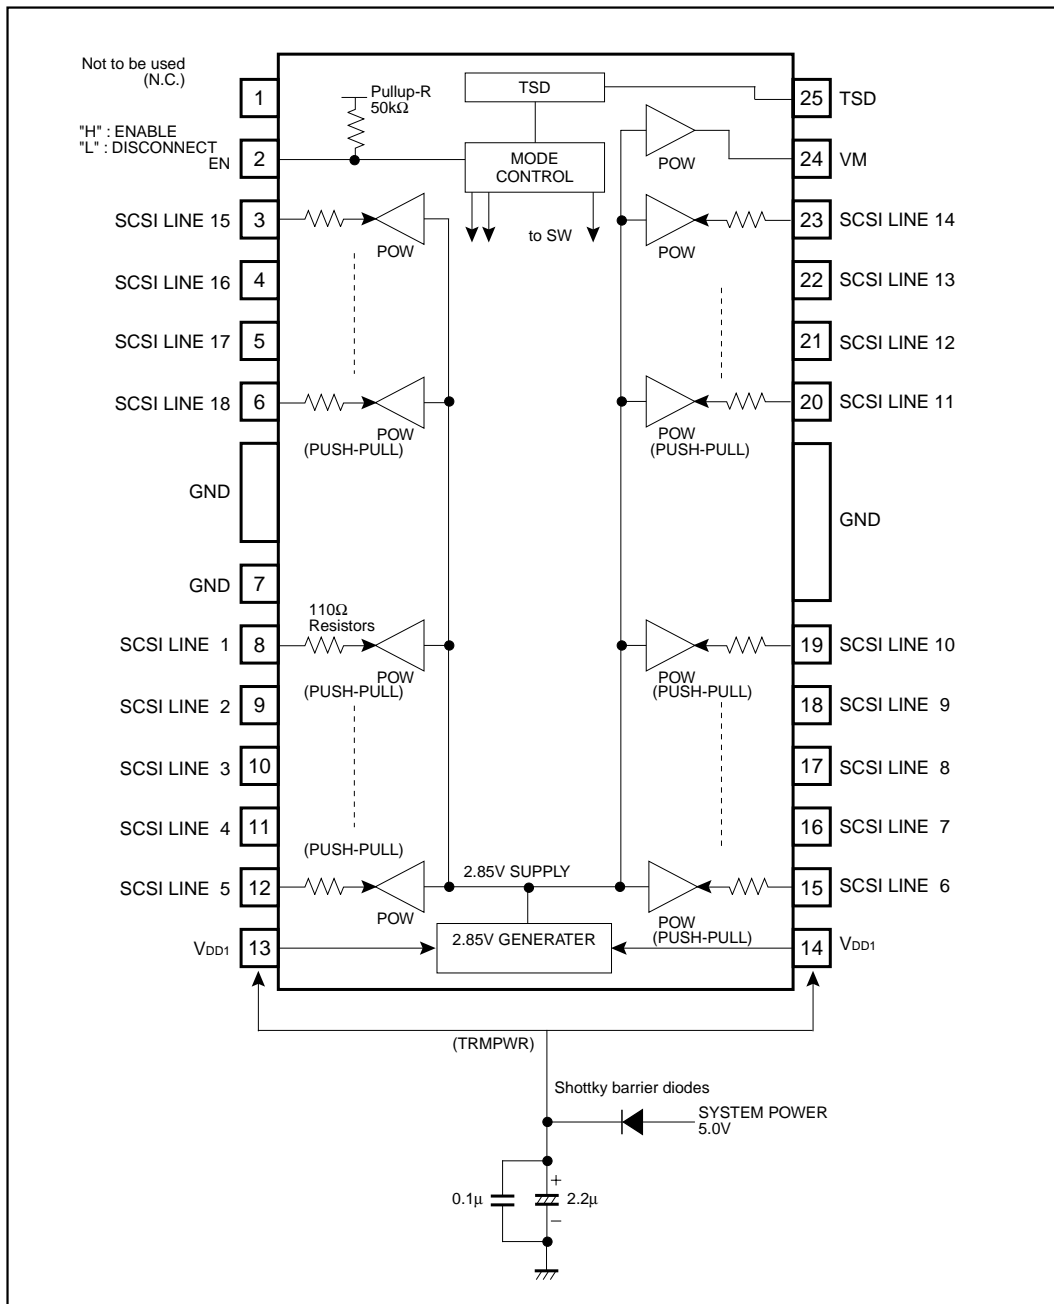 Not to be used
(N.C.)
1
Pullup-R
50kΩ
TSD
25 TSD
"H" : ENABLE
"L" : DISCONNECT
EN 2
MODE
CONTROL
POW
24 VM
SCSI LINE 15 3
POW
to SW
POW
23 SCSI LINE 14
SCSI LINE 16 4
22 SCSI LINE 13
SCSI LINE 17 5
21 SCSI LINE 12
SCSI LINE 18 6
POW
(PUSH-PULL)
POW
(PUSH-PULL)
20 SCSI LINE 11
GND
GND
GND 7
110Ω
Resistors
SCSI LINE 1 8
POW
(PUSH-PULL)
POW
(PUSH-PULL)
19 SCSI LINE 10
SCSI LINE 2 9
18 SCSI LINE 9
SCSI LINE 3 10
17 SCSI LINE 8
SCSI LINE 4 11
16 SCSI LINE 7
(PUSH-PULL)
SCSI LINE 5 12
POW
2.85V SUPPLY
POW
(PUSH-PULL)
15 SCSI LINE 6
VDD1 13
2.85V GENERATER
14 VDD1
(TRMPWR)
Shottky barrier diodes
SYSTEM POWER
5.0V
0.1µ
+
2.2µ
−